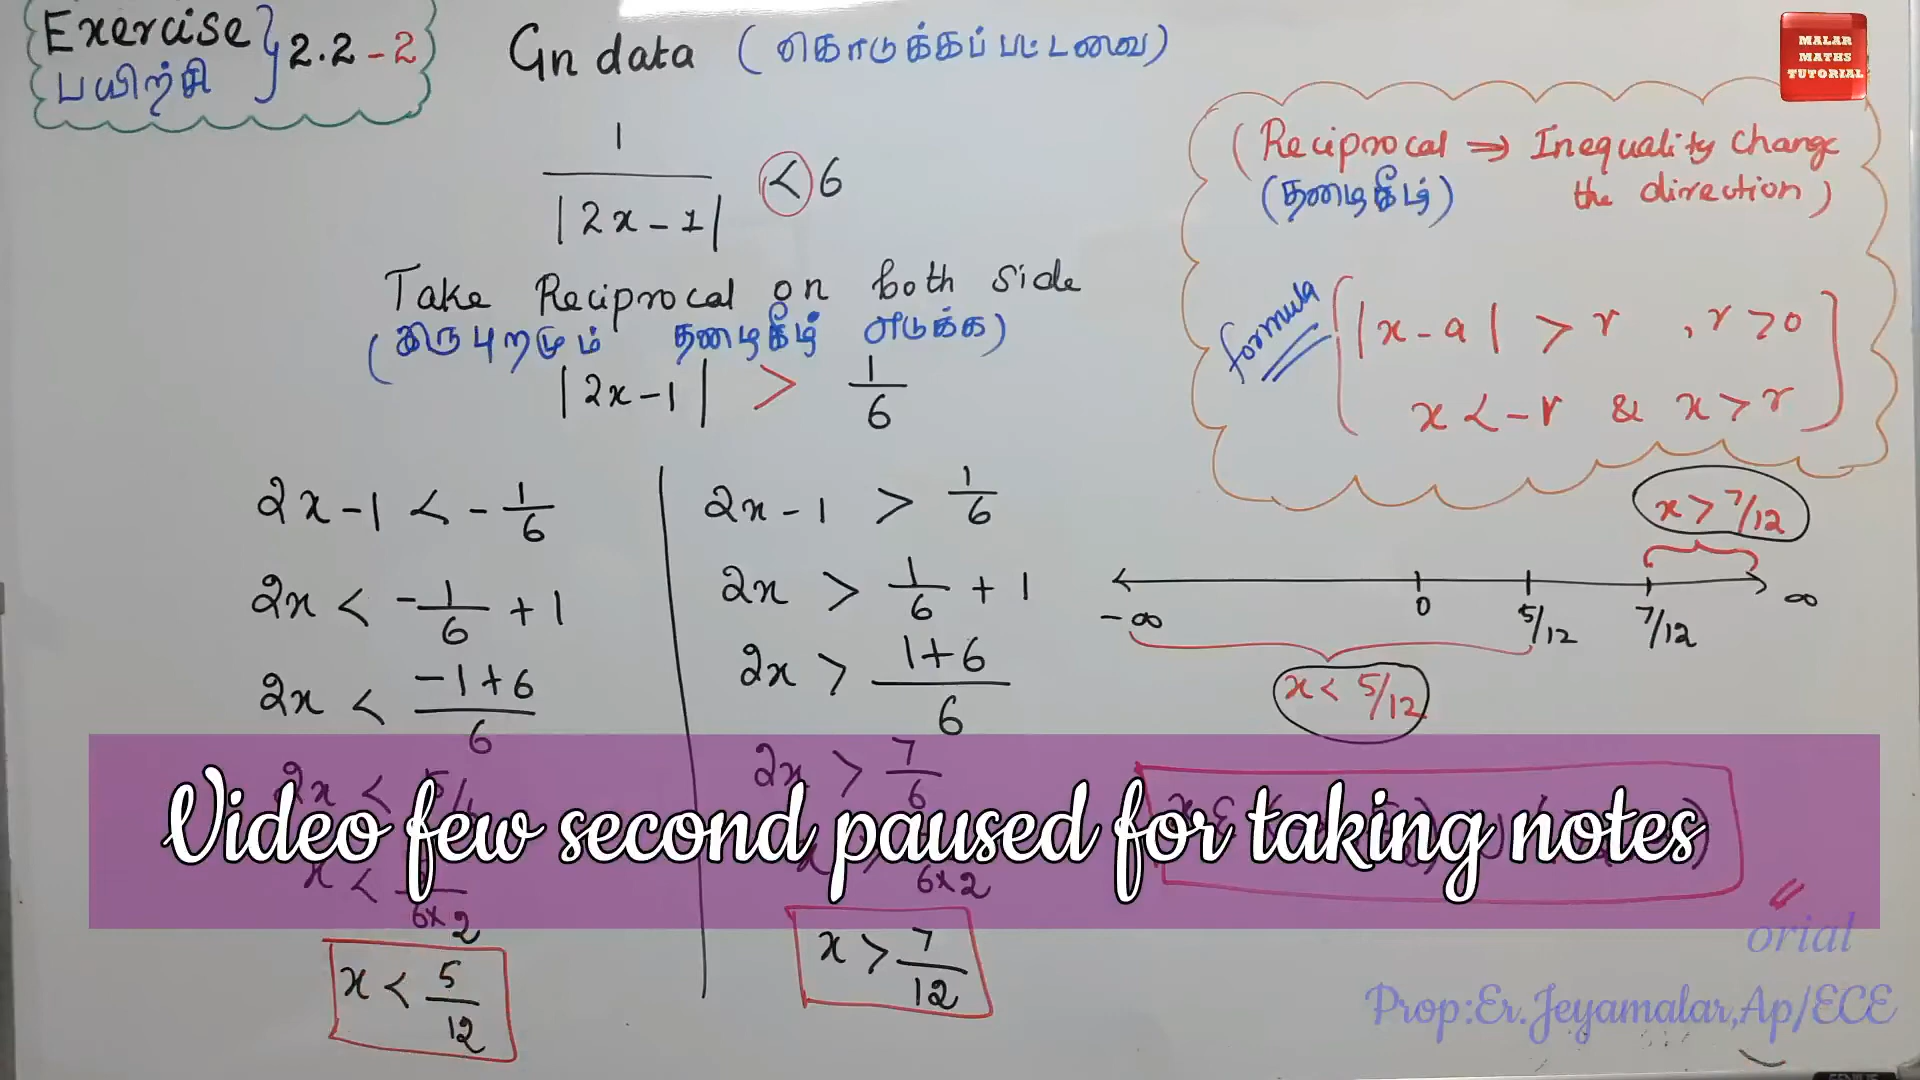 1
Exercise } 2.2-2
பயிற்சி
Gn data (கொடுக்கப்பட்டவை)
MALAR
MATHS
TUTORIAL
1
|2x-1| < 6
Take Reciprocal on both side
(இருபுறமும் தலைகீழ் எடுக்க)
|2x-1| > 1/6
(Reciprocal ⇒ Inequality change
(தலைகீழ்) the direction)
formula
|x-a| > r , r>0
x < -r & x > r
2x-1 < -1/6
2x < -1/6 + 1
2x < -1+6/6
2x <
x <
6x2
x < 5/12
2x-1 > 1/6
2x > 1/6 + 1
2x > 1+6/6
2x > 7/6
6x2
x > 7/12
x > 7/12
-∞ 0 5/12 7/12 ∞
x < 5/12
Video few second paused for taking notes
orial
Prop:Er.Jeyamalar,Ap/ECE